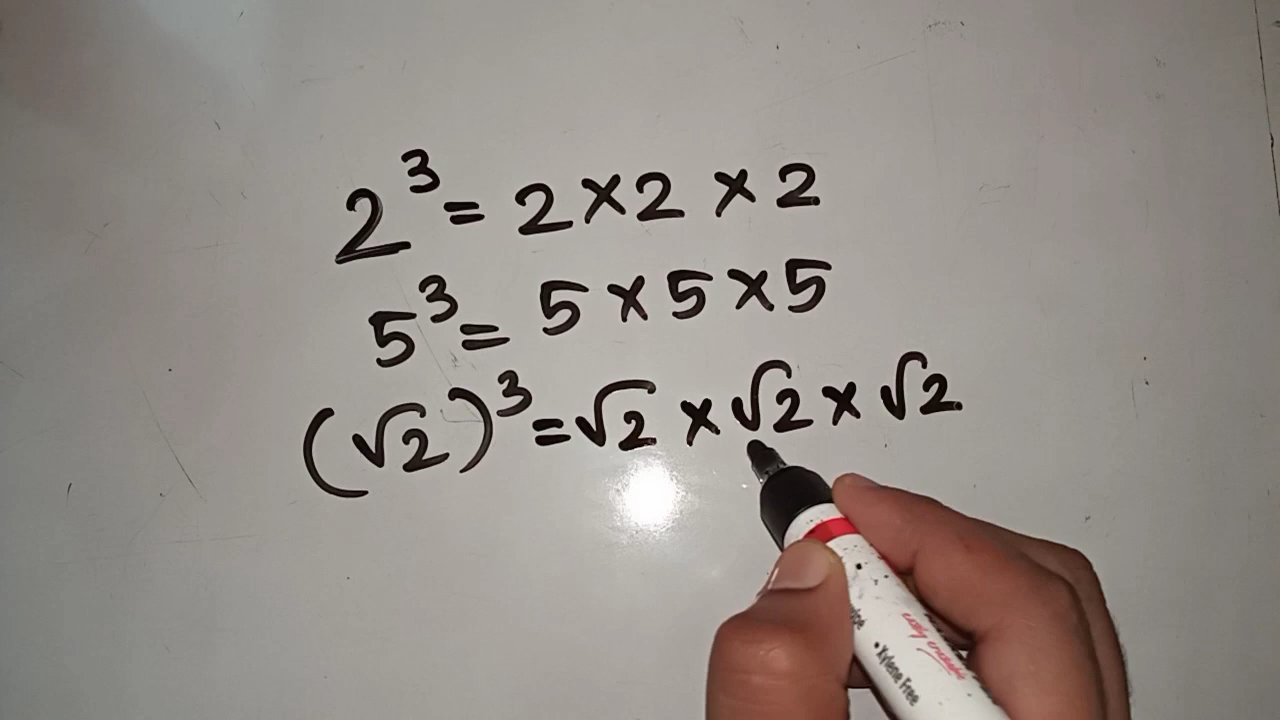 2³ = 2 × 2 × 2
5³ = 5 × 5 × 5
(√2)³ = √2 × √2 × √2
•Xylene Free